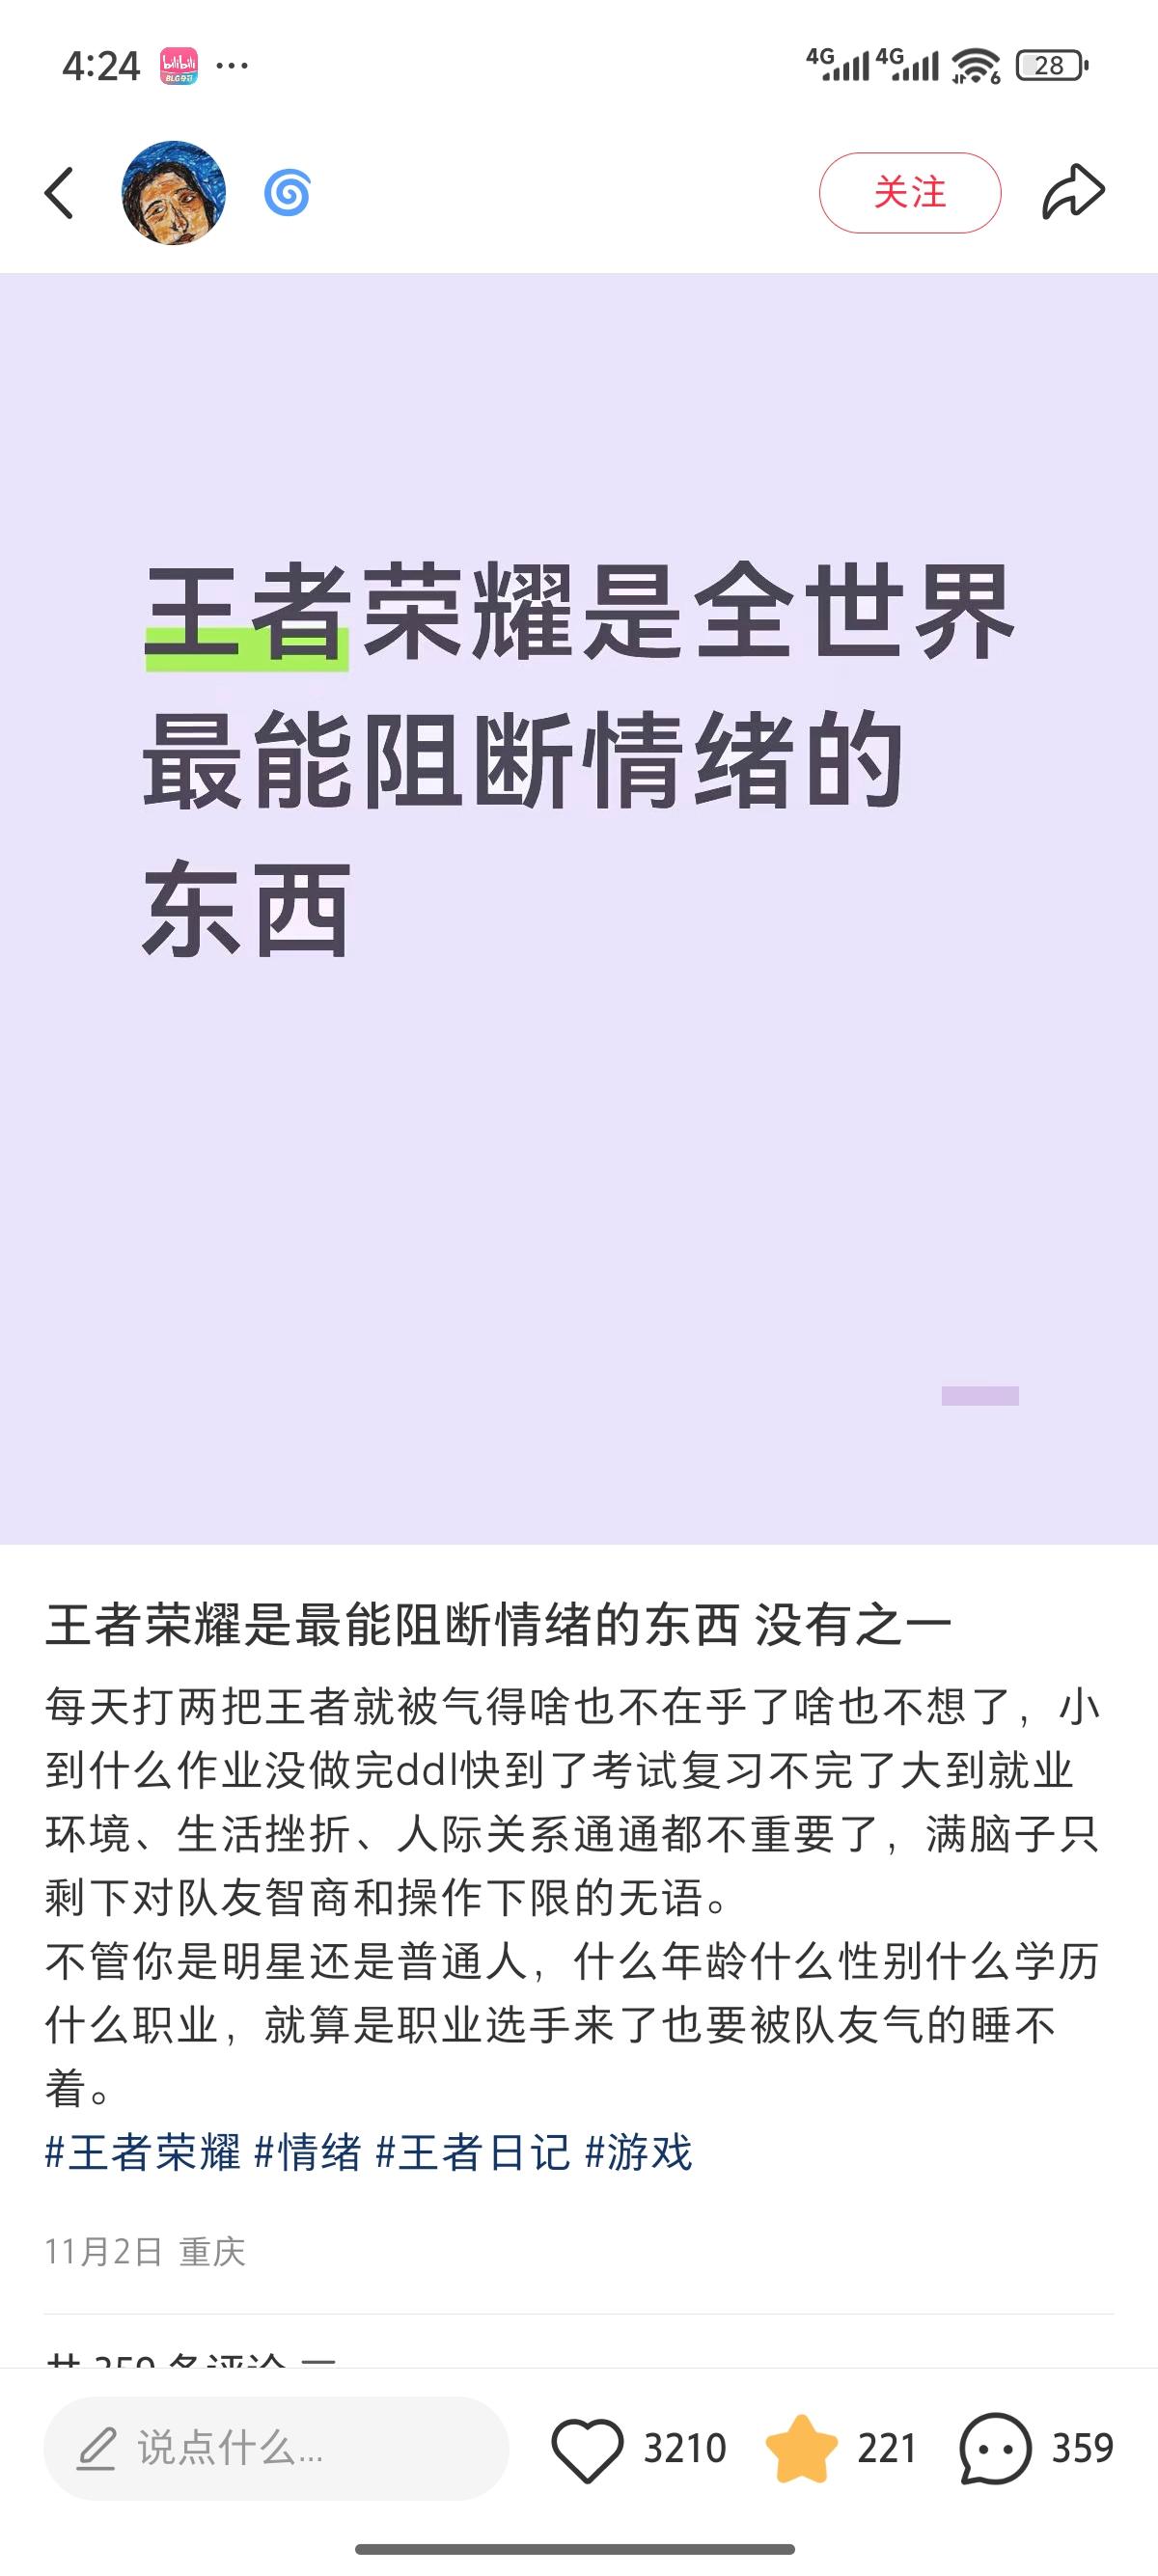 4:24
4G 4G 6 28
关注
王者荣耀是全世界
最能阻断情绪的
东西
王者荣耀是最能阻断情绪的东西 没有之一
每天打两把王者就被气得啥也不在乎了啥也不想了，小
到什么作业没做完ddl快到了考试复习不完了大到就业
环境、生活挫折、人际关系通通都不重要了，满脑子只
剩下对队友智商和操作下限的无语。
不管你是明星还是普通人，什么年龄什么性别什么学历
什么职业，就算是职业选手来了也要被队友气的睡不
着。
#王者荣耀 #情绪 #王者日记 #游戏
11月2日 重庆
共 359 条评论
说点什么... 3210 221 359